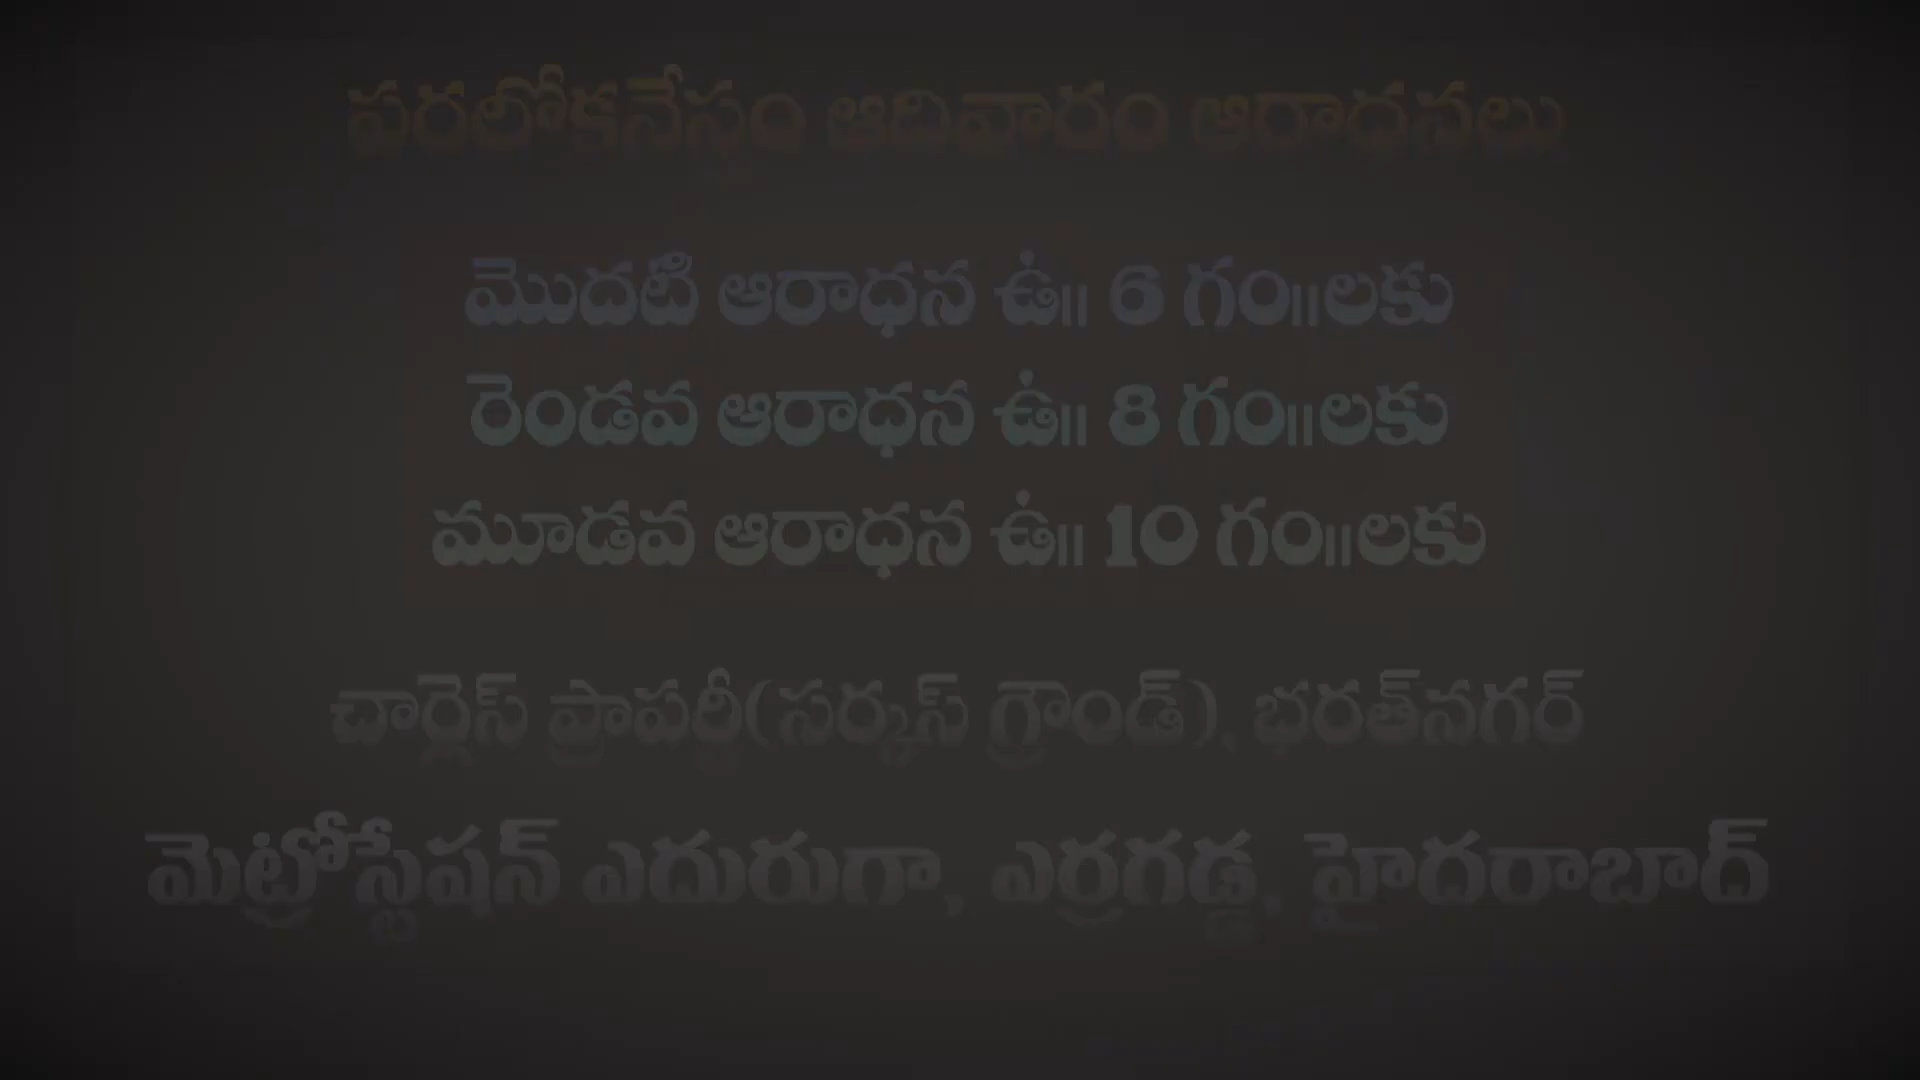 పరలోకనేస్తం ఆదివారం ఆరాధనలు
మొదటి ఆరాధన ఉ॥ 6 గం॥లకు
రెండవ ఆరాధన ఉ॥ 8 గం॥లకు
మూడవ ఆరాధన ఉ॥ 10 గం॥లకు
చార్లెస్ ప్రాపర్టీ(సర్కస్ గ్రౌండ్), భరత్‌నగర్
మెట్రోస్టేషన్ ఎదురుగా, ఎర్రగడ్డ, హైదరాబాద్